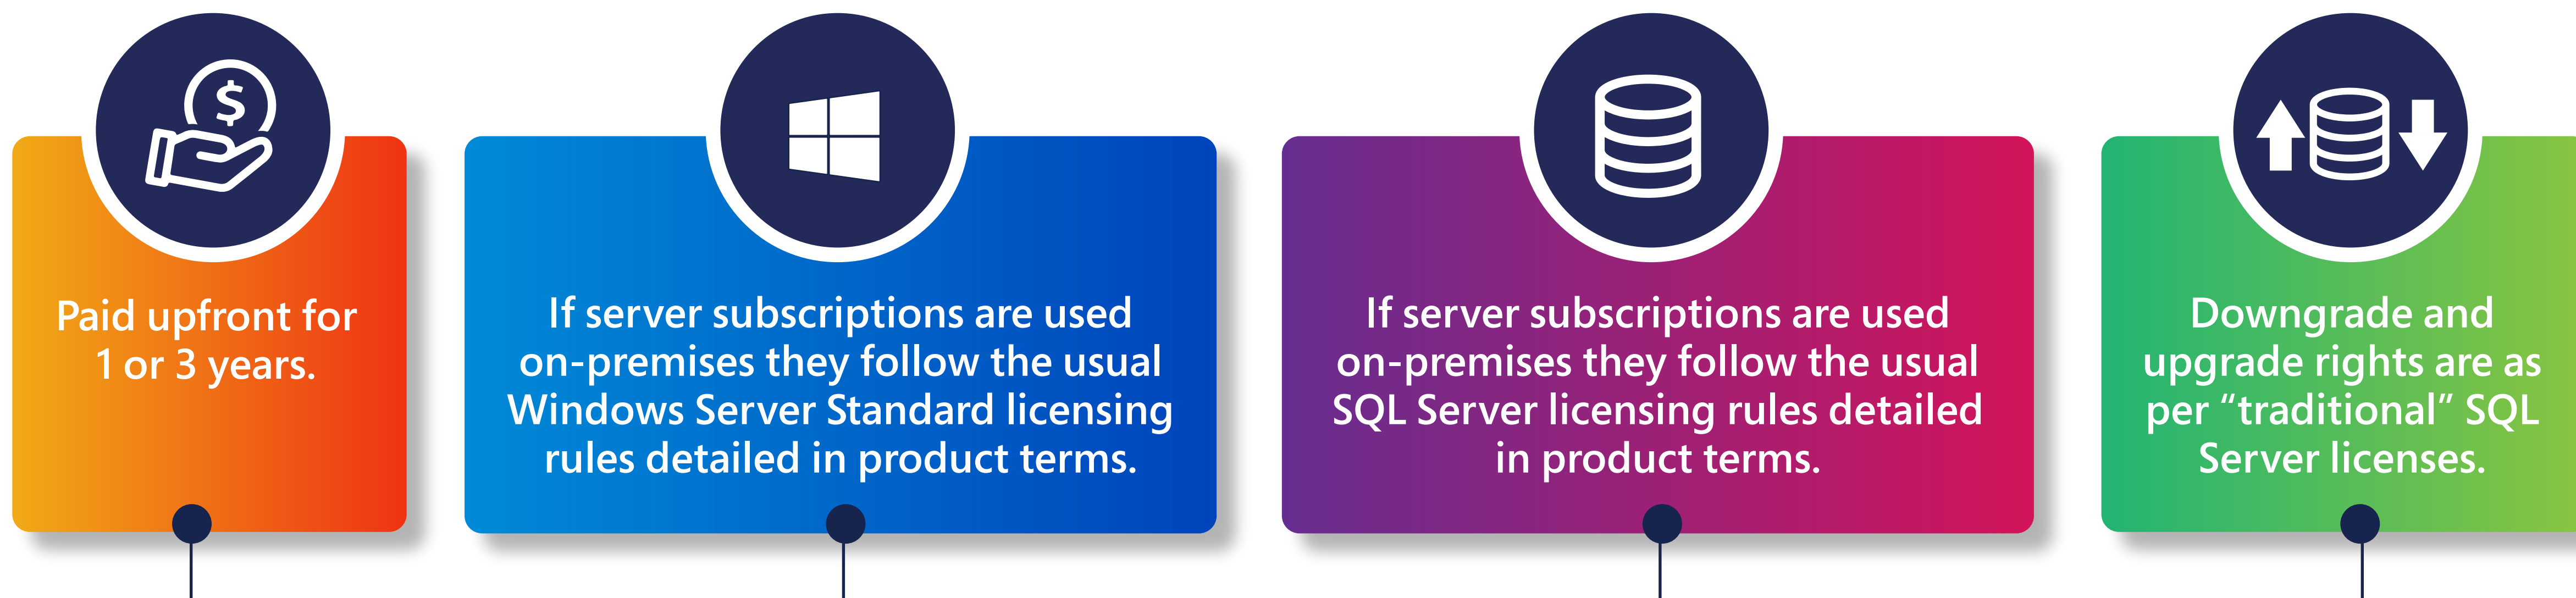 $
Paid upfront for
1 or 3 years.
If server subscriptions are used
on-premises they follow the usual
Windows Server Standard licensing
rules detailed in product terms.
If server subscriptions are used
on-premises they follow the usual
SQL Server licensing rules detailed
in product terms.
Downgrade and
upgrade rights are as
per “traditional” SQL
Server licenses.